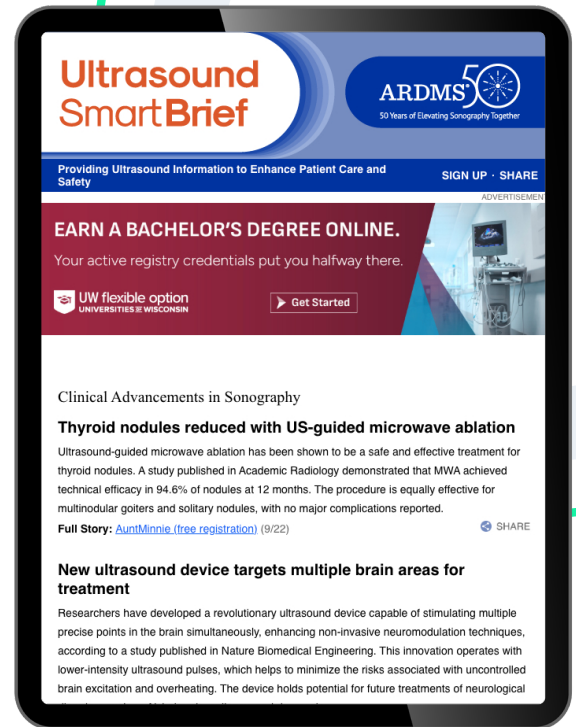 Ultrasound
SmartBrief
ARDMS 50
50 Years of Elevating Sonography Together
Providing Ultrasound Information to Enhance Patient Care and
Safety
SIGN UP · SHARE
ADVERTISEMEN
EARN A BACHELOR'S DEGREE ONLINE.
Your active registry credentials put you halfway there.
UW flexible option
UNIVERSITIES OF WISCONSIN
Get Started
Clinical Advancements in Sonography
Thyroid nodules reduced with US-guided microwave ablation
Ultrasound-guided microwave ablation has been shown to be a safe and effective treatment for
thyroid nodules. A study published in Academic Radiology demonstrated that MWA achieved
technical efficacy in 94.6% of nodules at 12 months. The procedure is equally effective for
multinodular goiters and solitary nodules, with no major complications reported.
Full Story: AuntMinnie (free registration) (9/22)
SHARE
New ultrasound device targets multiple brain areas for
treatment
Researchers have developed a revolutionary ultrasound device capable of stimulating multiple
precise points in the brain simultaneously, enhancing non-invasive neuromodulation techniques,
according to a study published in Nature Biomedical Engineering. This innovation operates with
lower-intensity ultrasound pulses, which helps to minimize the risks associated with uncontrolled
brain excitation and overheating. The device holds potential for future treatments of neurological